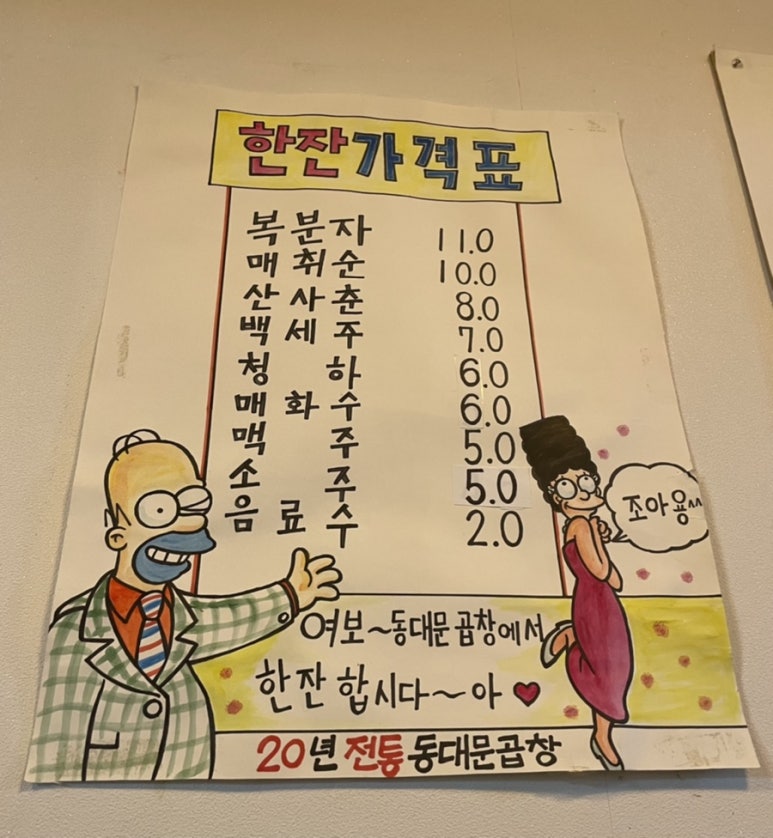 한잔가격표
복분자 11.0
매취순 10.0
산사춘 8.0
백세주 7.0
청하 6.0
매화수 6.0
맥주 5.0
소주 5.0
음료수 2.0
조아용^^
여보~동대문 곱창에서
한잔 합시다~아 ♥
20년 전통 동대문곱창